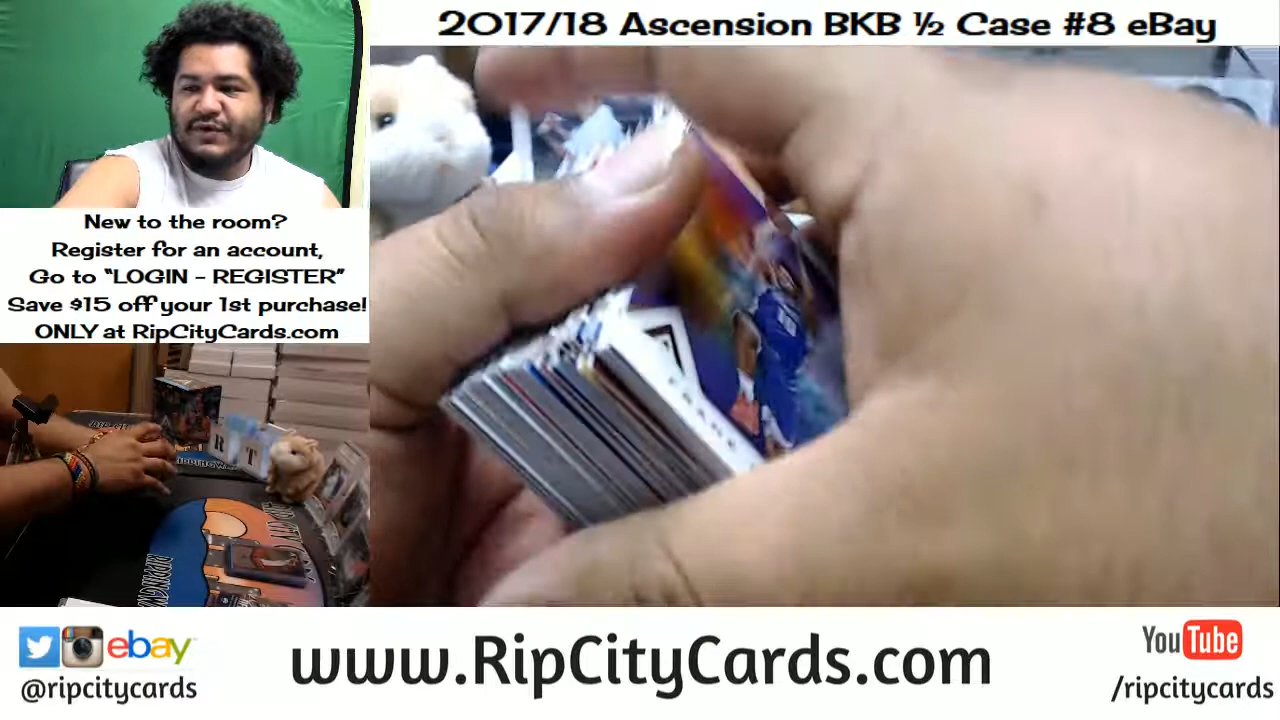 2017/18 Ascension BKB ½ Case #8 eBay
New to the room?
Register for an account,
Go to “LOGIN - REGISTER”
Save $15 off your 1st purchase!
ONLY at RipCityCards.com
R T
ebay
@ripcitycards
www.RipCityCards.com
YouTube
/ripcitycards